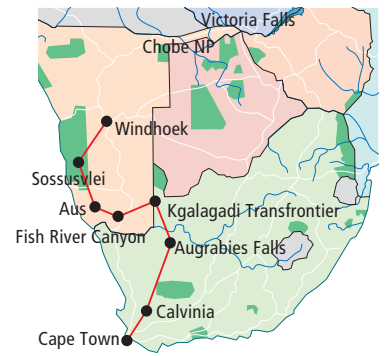 Victoria Falls
Chobe NP
Windhoek
Sossusvlei
Aus
Kgalagadi Transfrontier
Fish River Canyon
Augrabies Falls
Calvinia
Cape Town